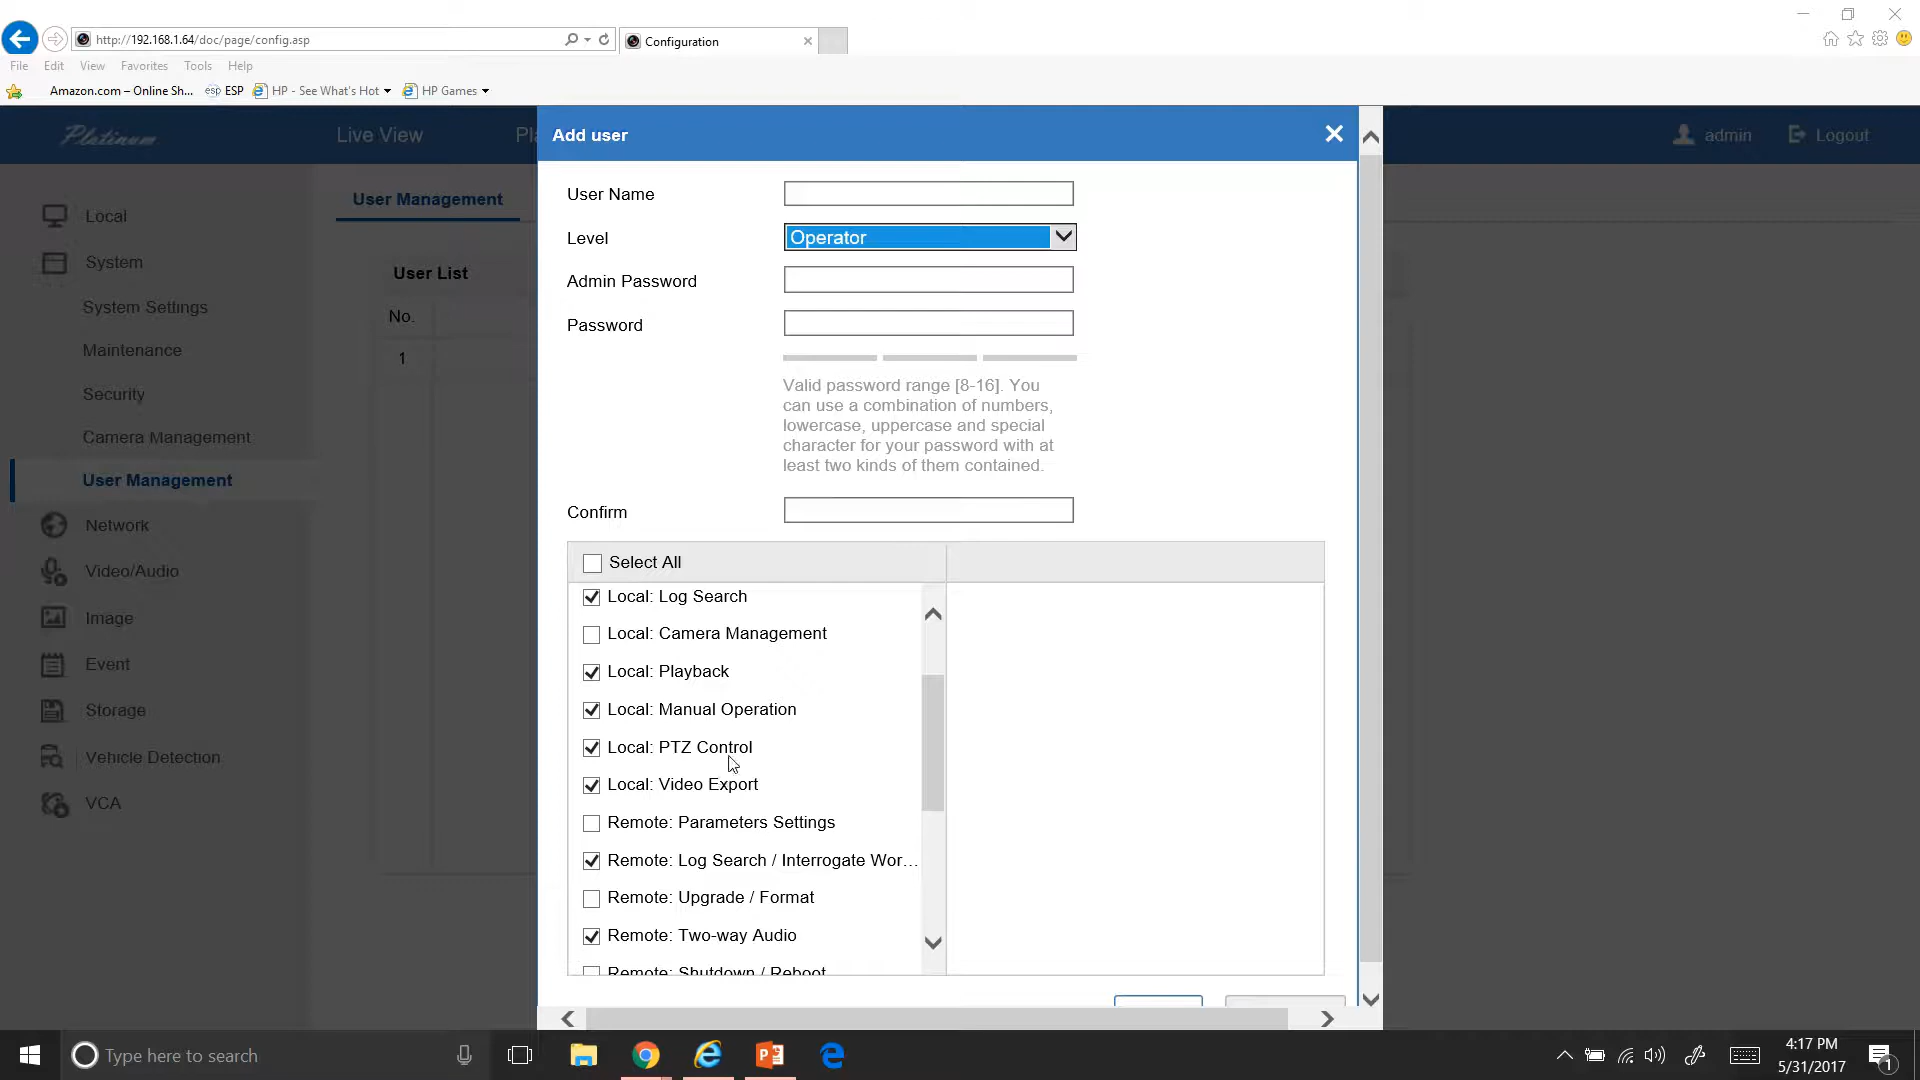 http://192.168.1.64/doc/page/config.asp
Configuration
File Edit View Favorites Tools Help
Amazon.com – Online Sh... esp ESP HP - See What's Hot HP Games
Platinum
Live View
Pl
admin
Logout
Add user
Local
System
System Settings
Maintenance
Security
Camera Management
User Management
Network
Video/Audio
Image
Event
Storage
Vehicle Detection
VCA
User Management
User List
No.
1
User Name
Level
Operator
Admin Password
Password
Valid password range [8-16]. You
can use a combination of numbers,
lowercase, uppercase and special
character for your password with at
least two kinds of them contained.
Confirm
Select All
Local: Log Search
Local: Camera Management
Local: Playback
Local: Manual Operation
Local: PTZ Control
Local: Video Export
Remote: Parameters Settings
Remote: Log Search / Interrogate Wor...
Remote: Upgrade / Format
Remote: Two-way Audio
Remote: Shutdown / Reboot
Type here to search
4:17 PM
5/31/2017
1